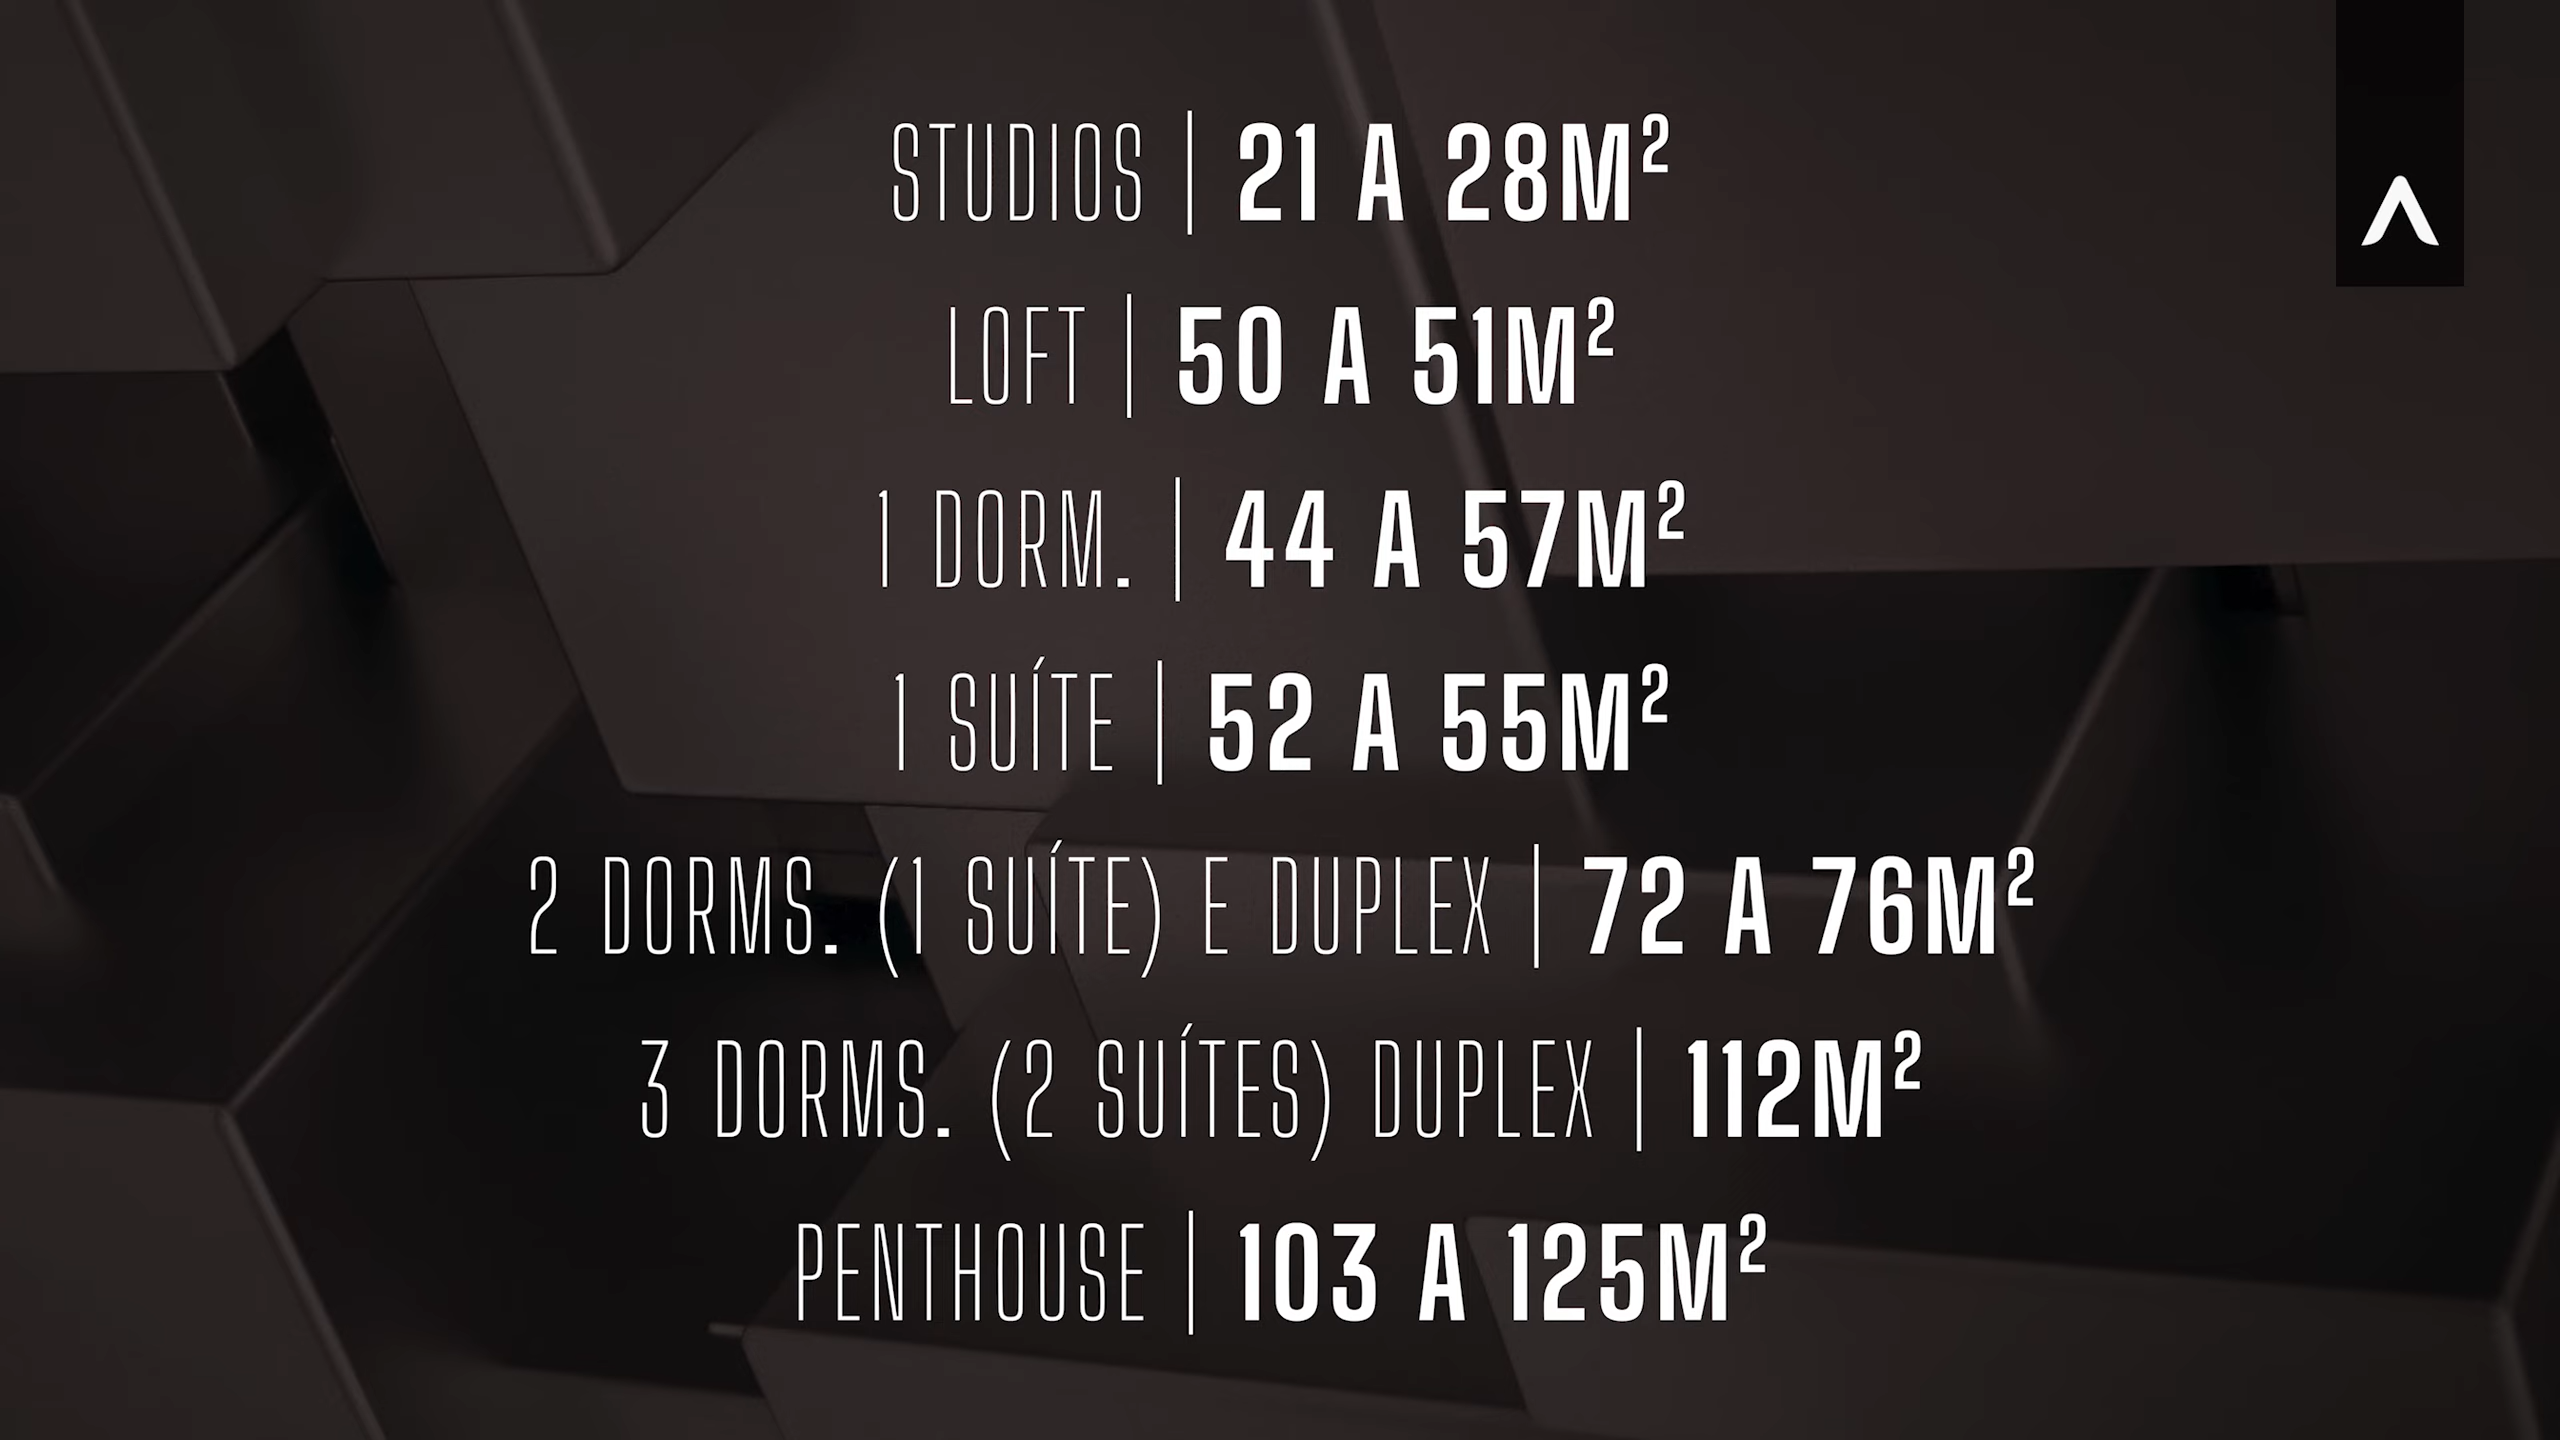 STUDIOS | 21 A 28M²
LOFT | 50 A 51M²
1 DORM. | 44 A 57M²
1 SUÍTE | 52 A 55M²
2 DORMS. (1 SUÍTE) E DUPLEX | 72 A 76M²
3 DORMS. (2 SUÍTES) DUPLEX | 112M²
PENTHOUSE | 103 A 125M²